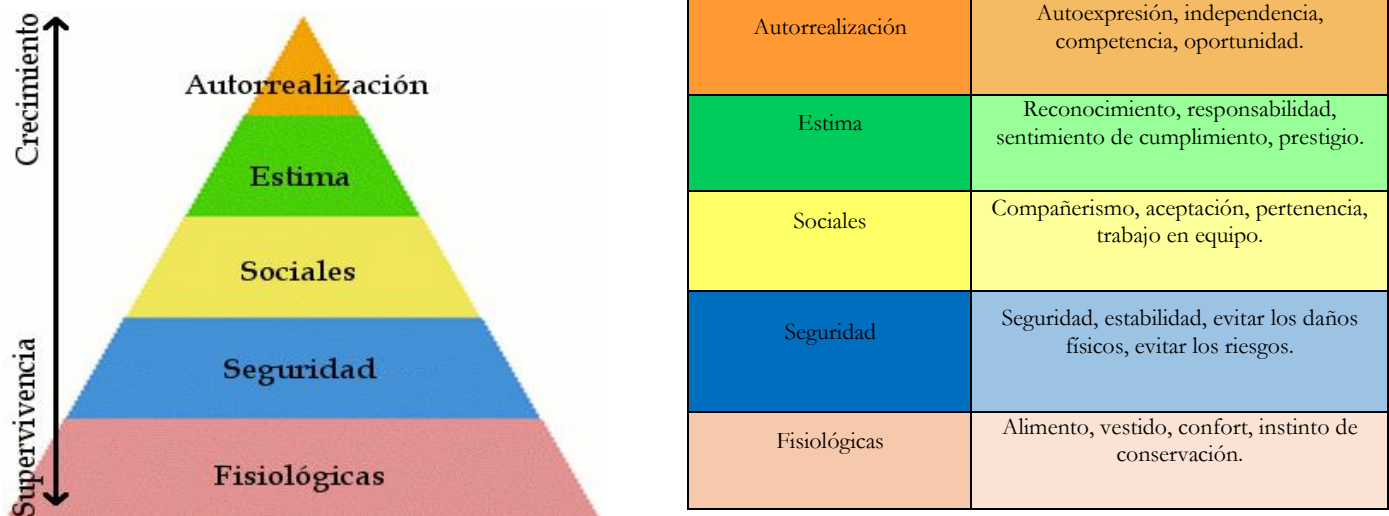 Crecimiento
Supervivencia
Autorrealización
Estima
Sociales
Seguridad
Fisiológicas
Autorrealización
Autoexpresión, independencia,
competencia, oportunidad.
Estima
Reconocimiento, responsabilidad,
sentimiento de cumplimiento, prestigio.
Sociales
Compañerismo, aceptación, pertenencia,
trabajo en equipo.
Seguridad
Seguridad, estabilidad, evitar los daños
físicos, evitar los riesgos.
Fisiológicas
Alimento, vestido, confort, instinto de
conservación.